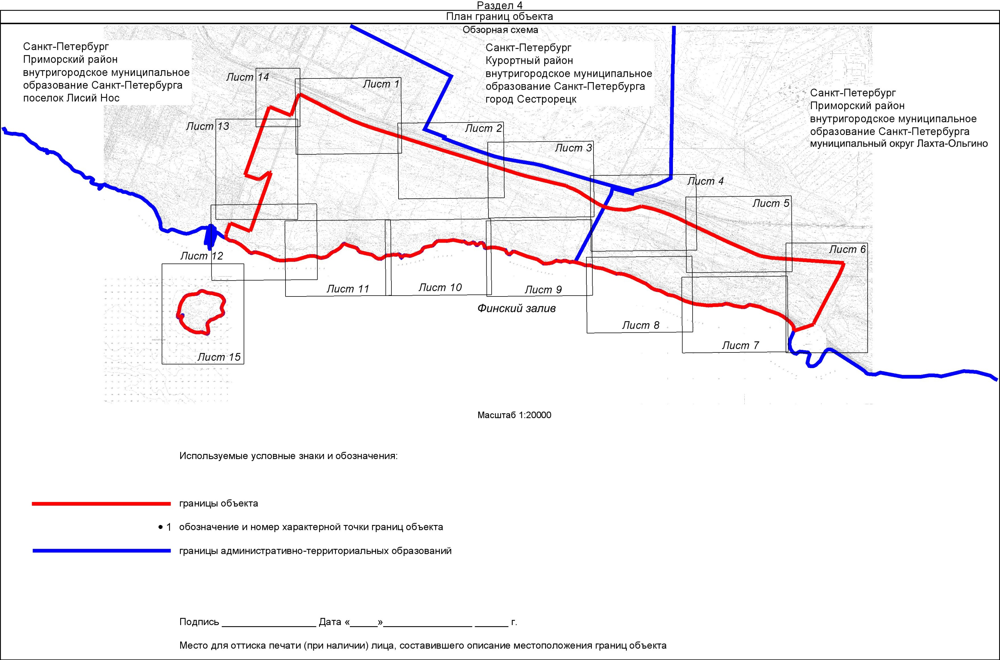 Раздел 4
План границ объекта
Обзорная схема
Санкт-Петербург
Приморский район
внутригородское муниципальное
образование Санкт-Петербурга
поселок Лисий Нос
Санкт-Петербург
Курортный район
внутригородское муниципальное
образование Санкт-Петербурга
город Сестрорецк
Санкт-Петербург
Приморский район
внутригородское муниципальное
образование Санкт-Петербурга
муниципальный округ Лахта-Ольгино
Лист 14
Лист 1
Лист 13
Лист 2
Лист 3
Лист 4
Лист 5
Лист 6
Лист 12
Лист 11
Лист 10
Лист 9
Финский залив
Лист 8
Лист 7
Лист 15
Масштаб 1:20000
Используемые условные знаки и обозначения:
границы объекта
1 обозначение и номер характерной точки границ объекта
границы административно-территориальных образований
Подпись _________________ Дата «_____»________________ ______ г.
Место для оттиска печати (при наличии) лица, составившего описание местоположения границ объекта